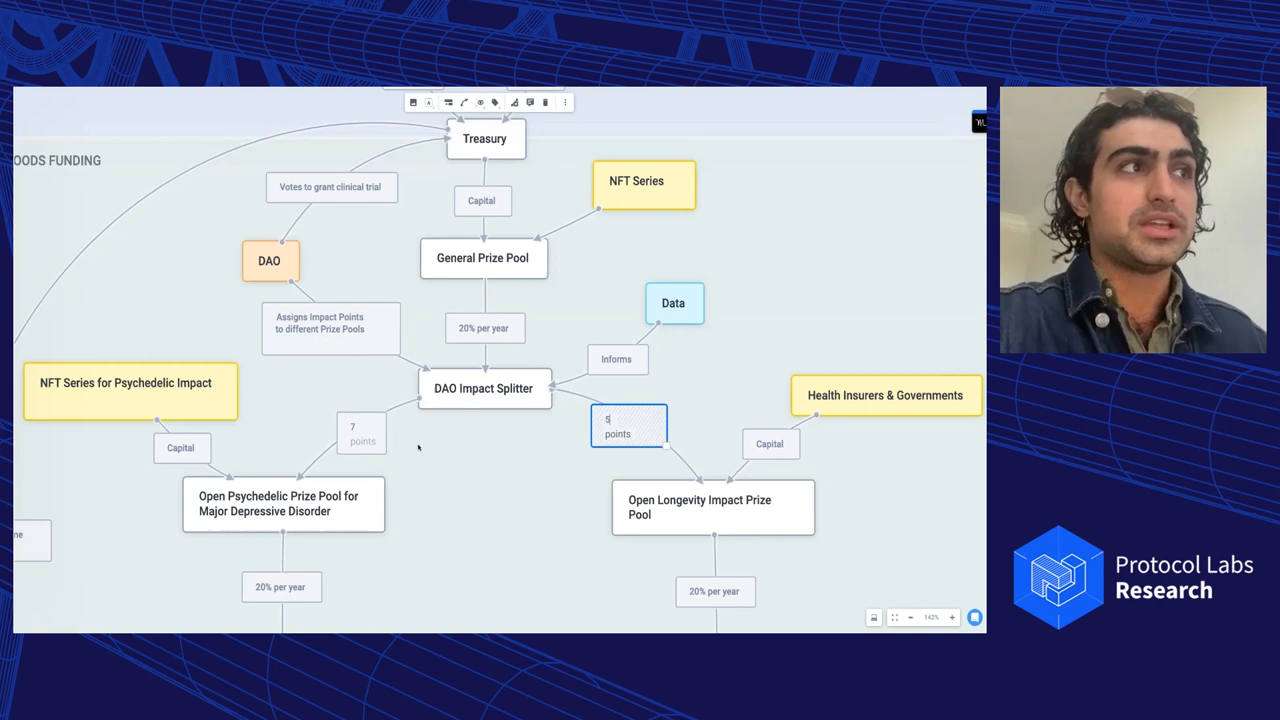 Treasury
OODS FUNDING
Votes to grant clinical trial
Capital
NFT Series
DAO
General Prize Pool
Assigns Impact Points
to different Prize Pools
20% per year
Data
Informs
NFT Series for Psychedelic Impact
DAO Impact Splitter
Health Insurers & Governments
7
points
5
points
Capital
Capital
Open Psychedelic Prize Pool for
Major Depressive Disorder
Open Longevity Impact Prize
Pool
me
20% per year
20% per year
142%
Protocol Labs
Research